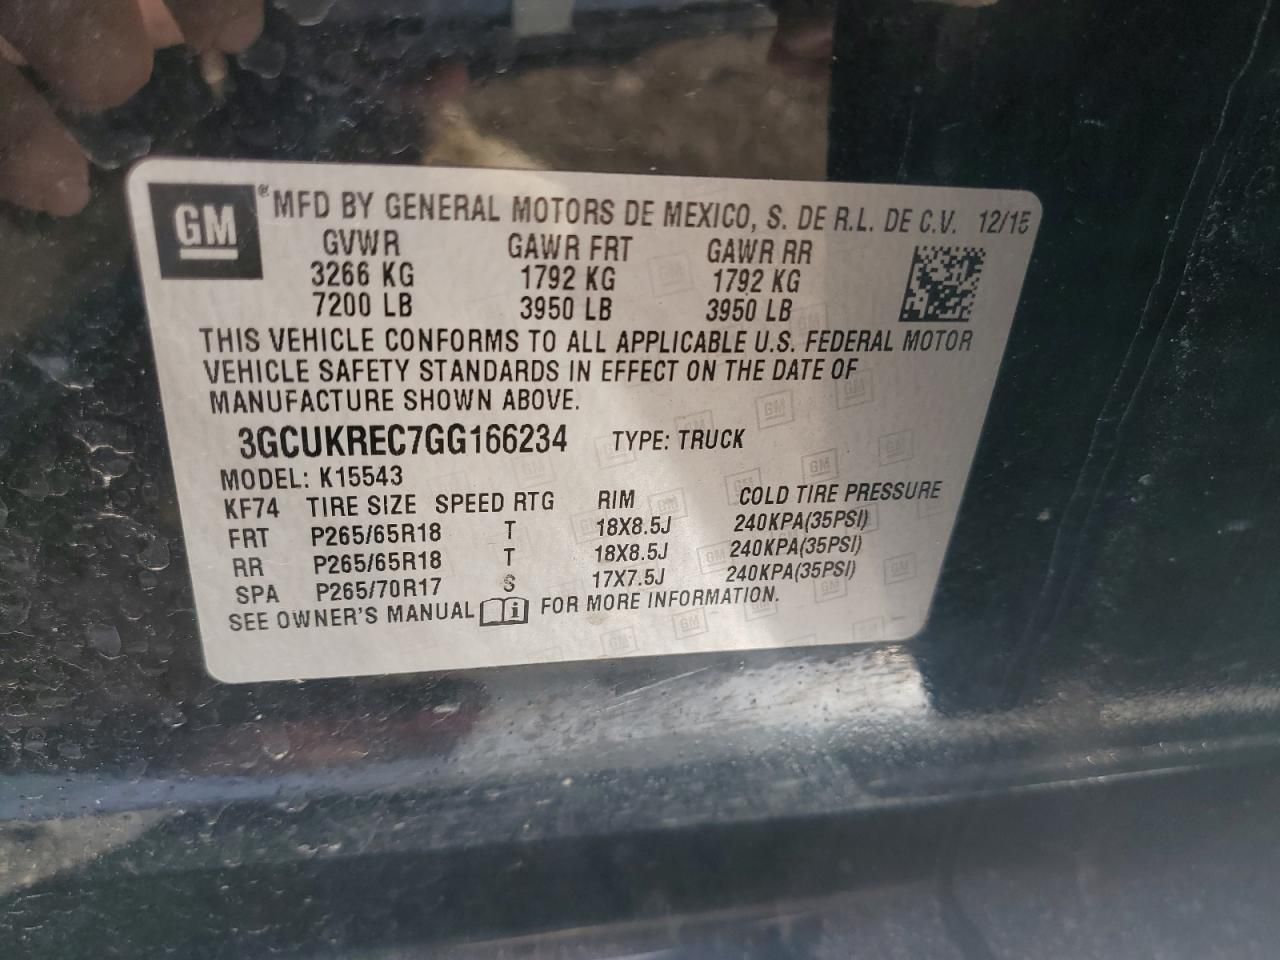 GM ® MFD BY GENERAL MOTORS DE MEXICO, S. DE R.L. DE C.V. 12/15
GVWR GAWR FRT GAWR RR
3266 KG 1792 KG 1792 KG
7200 LB 3950 LB 3950 LB
THIS VEHICLE CONFORMS TO ALL APPLICABLE U.S. FEDERAL MOTOR
VEHICLE SAFETY STANDARDS IN EFFECT ON THE DATE OF
MANUFACTURE SHOWN ABOVE.
3GCUKREC7GG166234 TYPE: TRUCK
MODEL: K15543
KF74 TIRE SIZE SPEED RTG RIM COLD TIRE PRESSURE
FRT P265/65R18 T 18X8.5J 240KPA(35PSI)
RR P265/65R18 T 18X8.5J 240KPA(35PSI)
SPA P265/70R17 S 17X7.5J 240KPA(35PSI)
SEE OWNER'S MANUAL i FOR MORE INFORMATION.